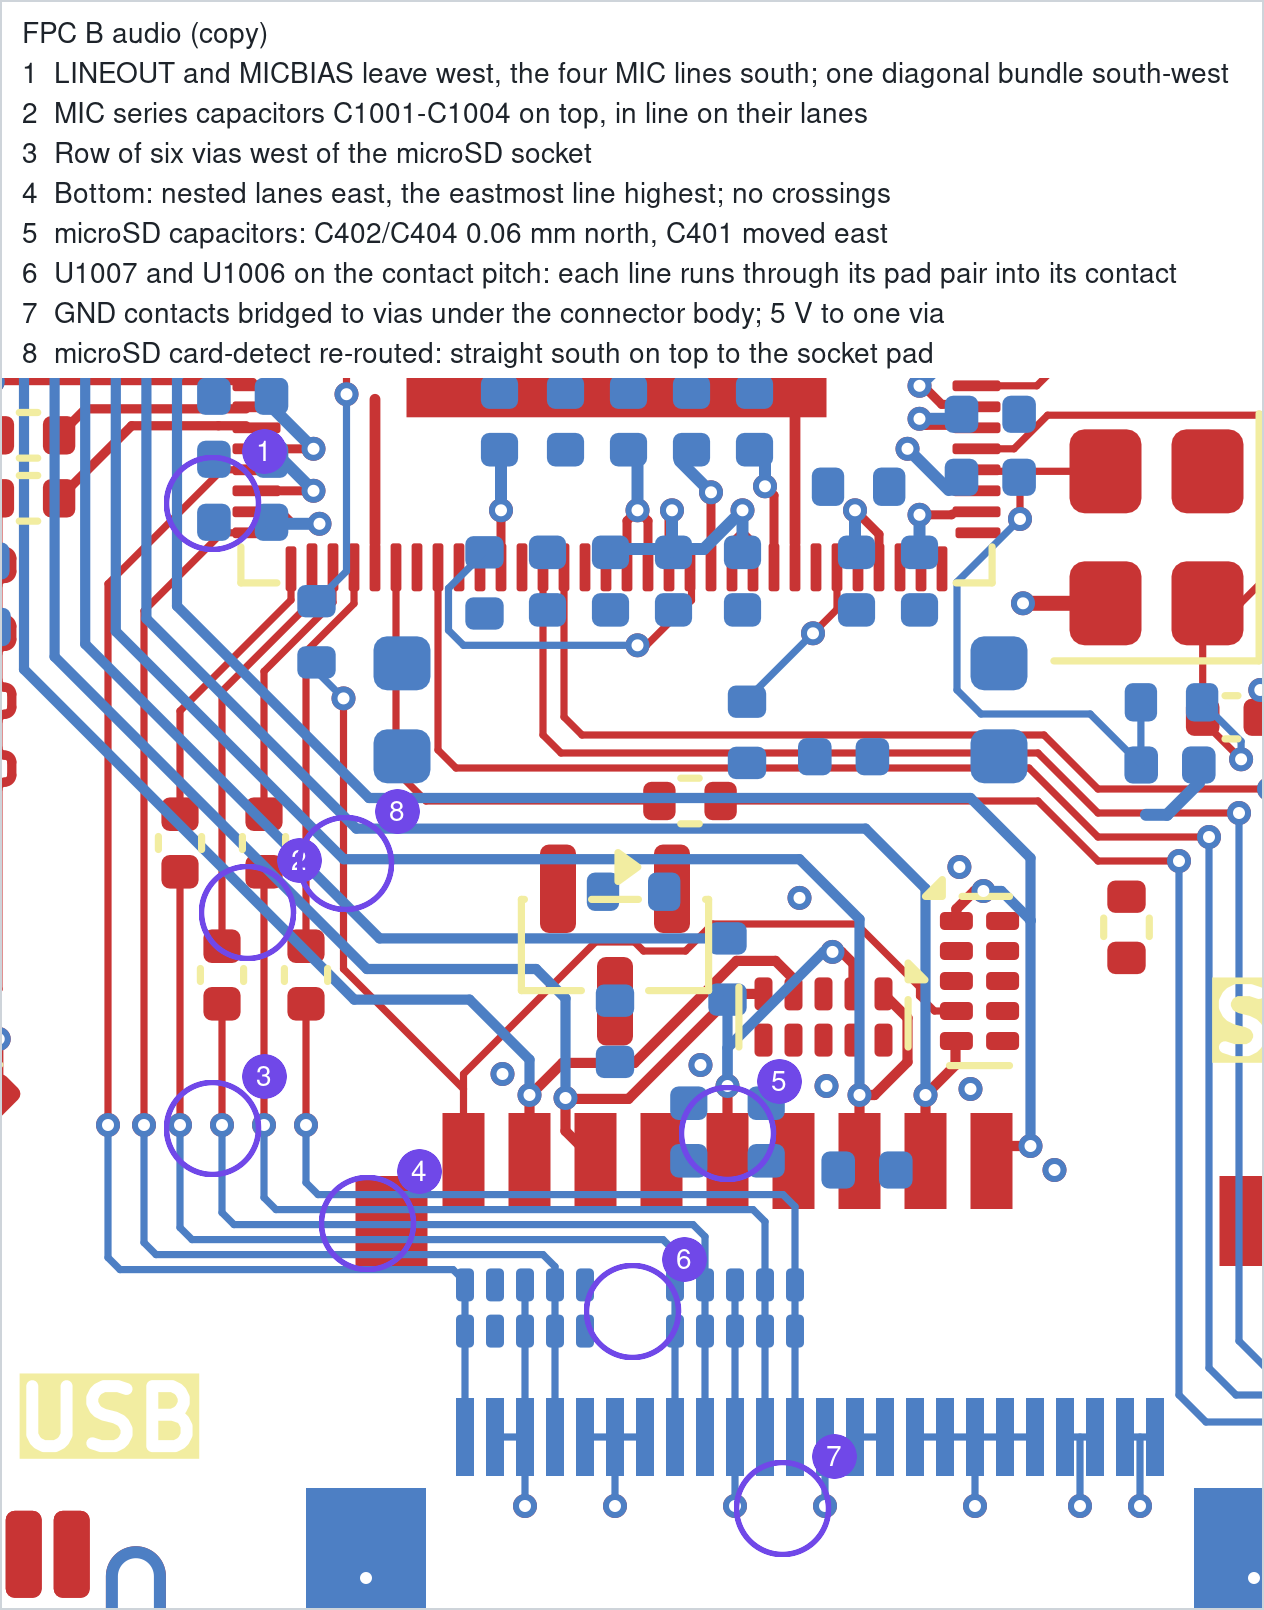 FPC B audio (copy)
1 LINEOUT and MICBIAS leave west, the four MIC lines south; one diagonal bundle south-west
2 MIC series capacitors C1001-C1004 on top, in line on their lanes
3 Row of six vias west of the microSD socket
4 Bottom: nested lanes east, the eastmost line highest; no crossings
5 microSD capacitors: C402/C404 0.06 mm north, C401 moved east
6 U1007 and U1006 on the contact pitch: each line runs through its pad pair into its contact
7 GND contacts bridged to vias under the connector body; 5 V to one via
8 microSD card-detect re-routed: straight south on top to the socket pad
1
8
2
S
3
5
4
6
USB
7